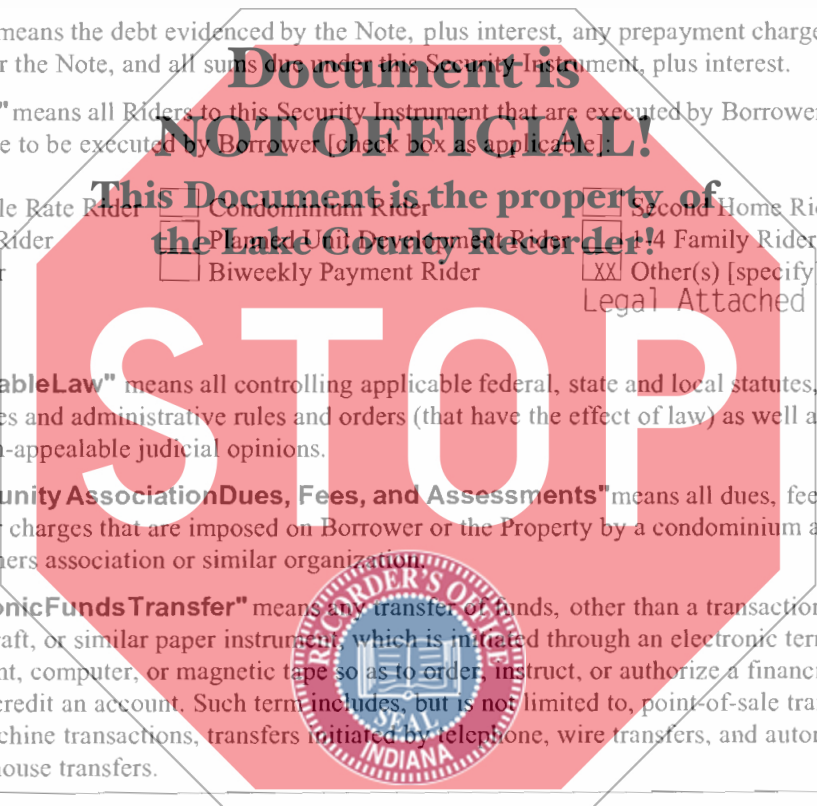 means the debt evidenced by the Note, plus interest, any prepayment charge
r the Note, and all sums due under this Security Instrument, plus interest.
Document is
" means all Riders to this Security Instrument that are executed by Borrower
NOT OFFICIAL!
e to be executed by Borrower [check box as applicable]:
This Document is the property of
le Rate Rider Condominium Rider Second Home Ri
the Lake County Recorder!
Rider Planned Unit Development Rider 1-4 Family Rider
r Biweekly Payment Rider XX Other(s) [specify
Legal Attached
STOP
ableLaw" means all controlling applicable federal, state and local statutes,
es and administrative rules and orders (that have the effect of law) as well a
-appealable judicial opinions.
unity AssociationDues, Fees, and Assessments" means all dues, fee
r charges that are imposed on Borrower or the Property by a condominium a
ners association or similar organization.
onicFundsTransfer" means any transfer of funds, other than a transaction
raft, or similar paper instrument, which is initiated through an electronic ter
nt, computer, or magnetic tape so as to order, instruct, or authorize a financ
credit an account. Such term includes, but is not limited to, point-of-sale tra
chine transactions, transfers initiated by telephone, wire transfers, and auto
house transfers.
RECORDER'S OFFICE
SEAL
INDIANA